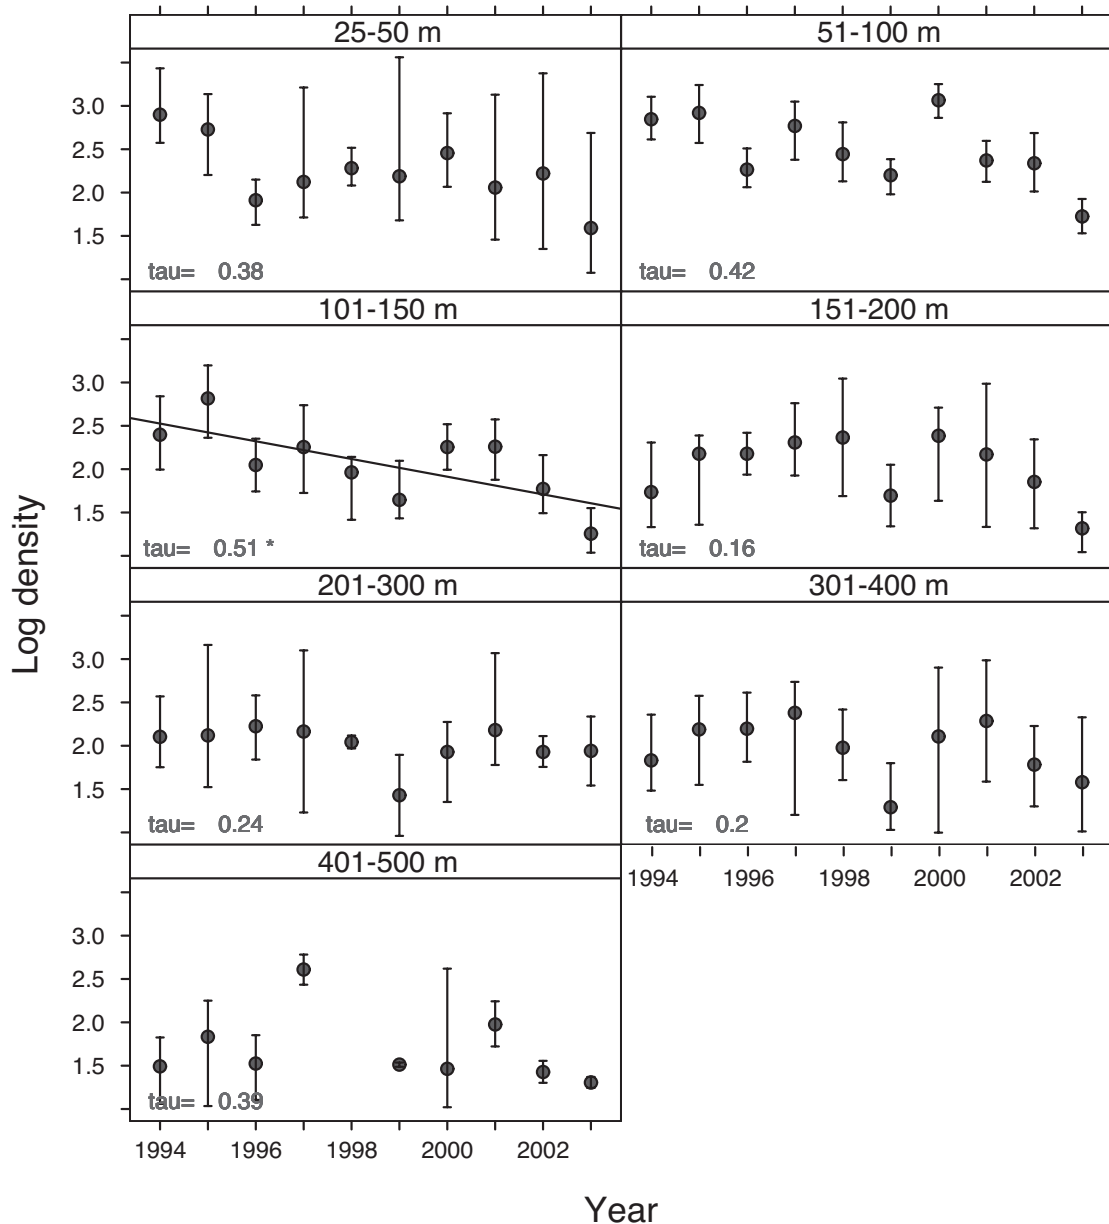 25-50 m
51-100 m
3.0
2.5
2.0
1.5
tau= 0.38
tau= 0.42
101-150 m
151-200 m
3.0
2.5
2.0
1.5
tau= 0.51 *
tau= 0.16
Log density
201-300 m
301-400 m
3.0
2.5
2.0
1.5
tau= 0.24
tau= 0.2
401-500 m
1994 1996 1998 2000 2002
3.0
2.5
2.0
1.5
tau= 0.39
1994 1996 1998 2000 2002
Year